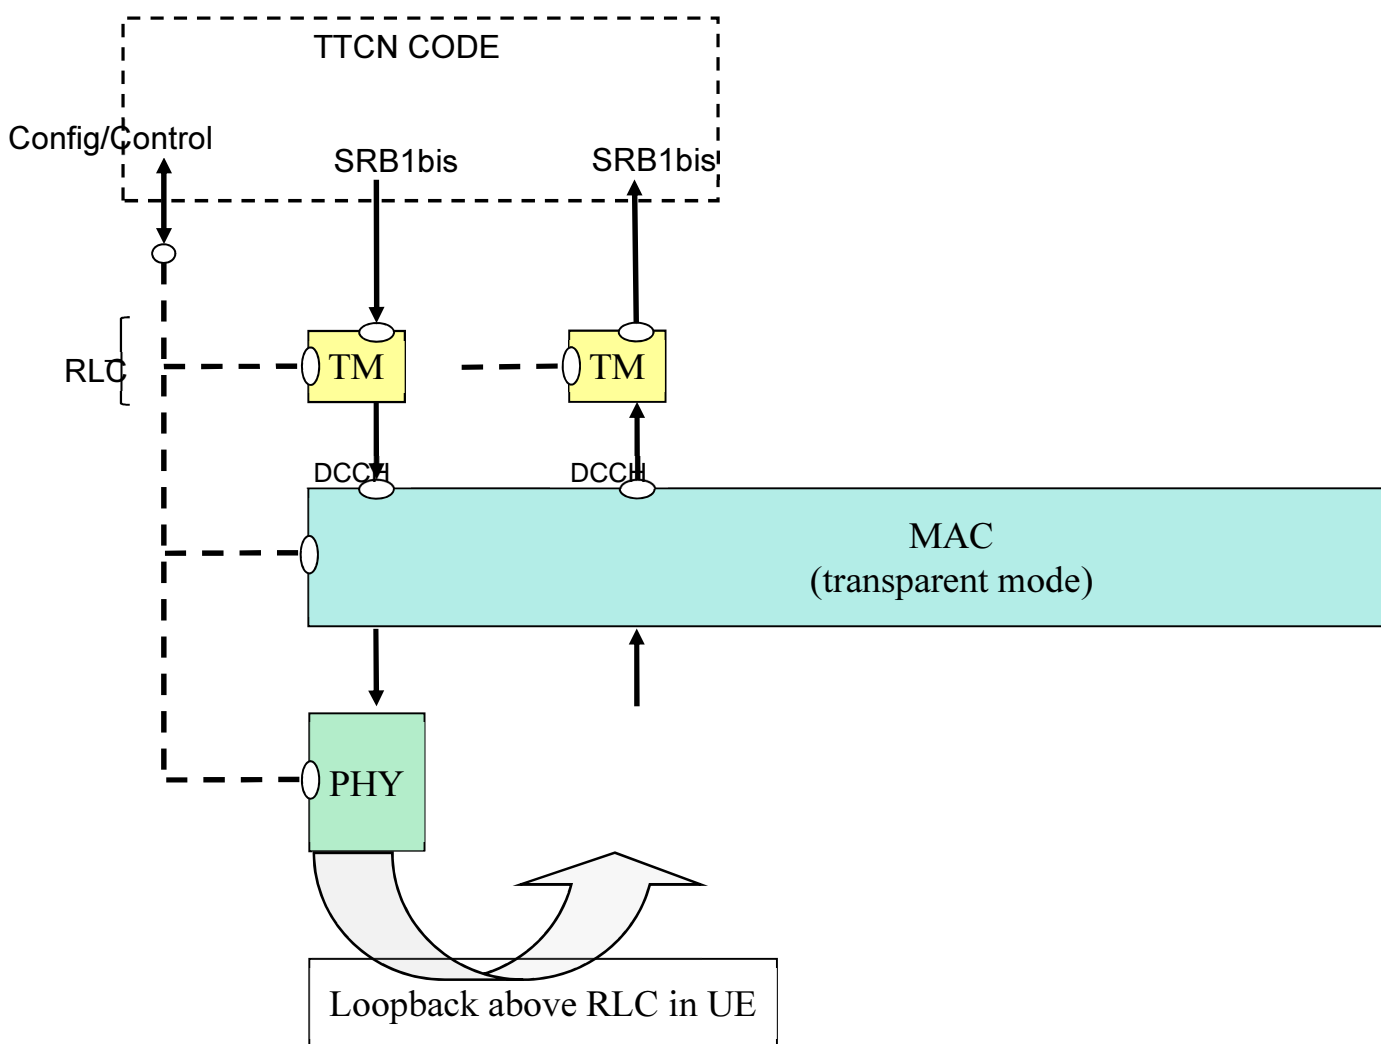 TTCN CODE
Config/Control
SRB1bis
SRB1bis
RLC
TM
TM
DCCH
DCCH
MAC
(transparent mode)
PHY
Loopback above RLC in UE